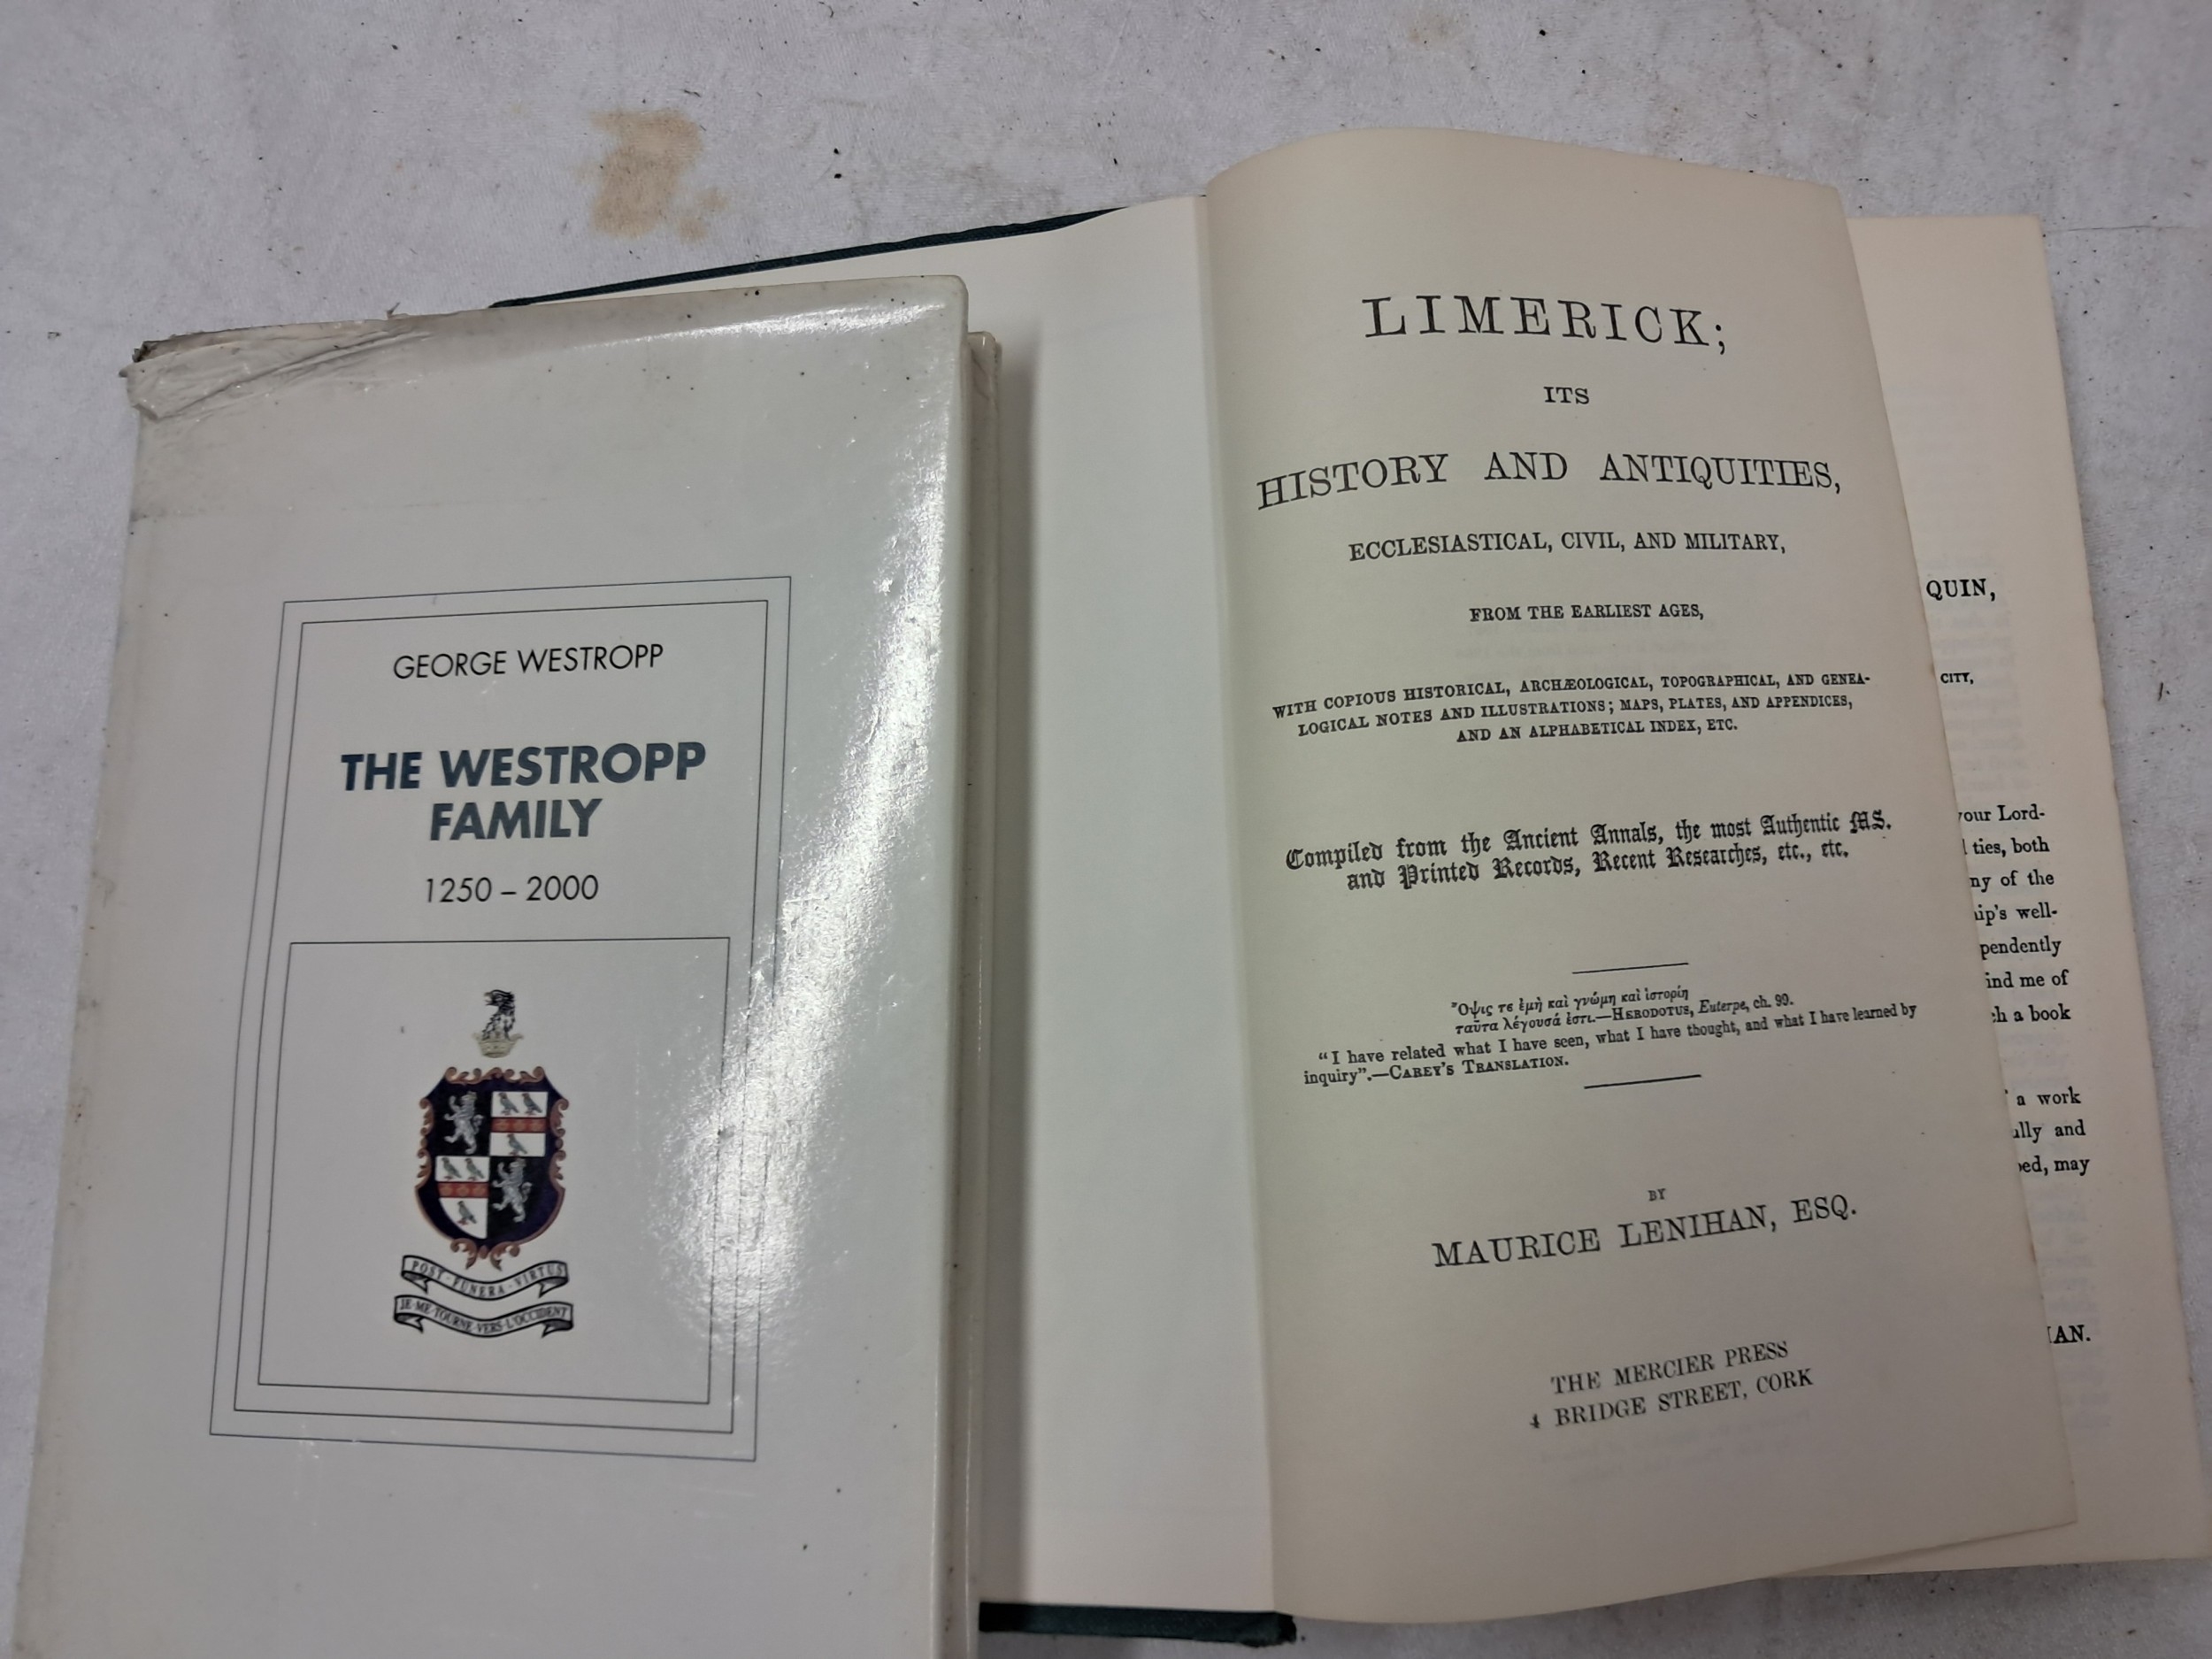 GEORGE WESTROPP
THE WESTROPP
FAMILY
1250 – 2000
POST · FUNERA · VIRTUS
JE · ME · TOURNE · VERS · L'OCCIDENT
LIMERICK;
ITS
HISTORY AND ANTIQUITIES,
ECCLESIASTICAL, CIVIL, AND MILITARY,
FROM THE EARLIEST AGES,
WITH COPIOUS HISTORICAL, ARCHÆOLOGICAL, TOPOGRAPHICAL, AND GENEA-
LOGICAL NOTES AND ILLUSTRATIONS; MAPS, PLATES, AND APPENDICES,
AND AN ALPHABETICAL INDEX, ETC.
Compiled from the Ancient Annals, the most Authentic MS.
and Printed Records, Recent Researches, etc., etc.
Ὄψις τε ἐμὴ καὶ γνώμη καὶ ἱστορίη
ταῦτα λέγουσά ἐστι.—HERODOTUS, Euterpe, ch. 99.
"I have related what I have seen, what I have thought, and what I have learned by
inquiry".—CAREY'S TRANSLATION.
BY
MAURICE LENIHAN, ESQ.
THE MERCIER PRESS
4 BRIDGE STREET, CORK
QUIN,
CITY,
your Lord-
ties, both
ny of the
ip's well-
pendently
ind me of
ch a book
a work
ully and
ped, may
AN.